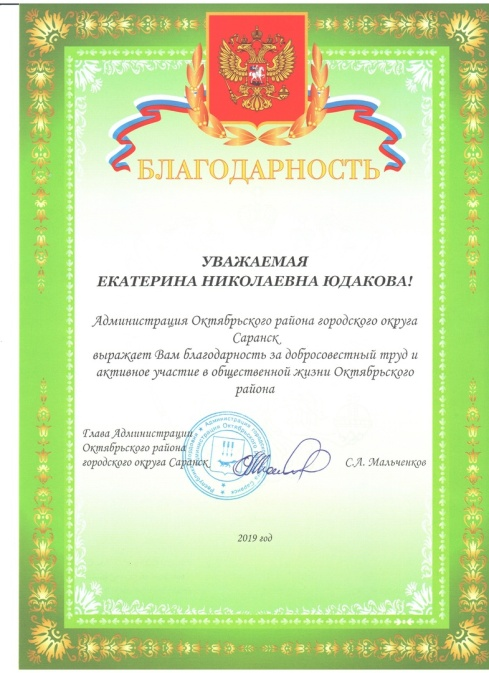 БЛАГОДАРНОСТЬ
УВАЖАЕМАЯ
ЕКАТЕРИНА НИКОЛАЕВНА ЮДАКОВА!
Администрация Октябрьского района городского округа
Саранск
выражает Вам благодарность за добросовестный труд и
активное участие в общественной жизни Октябрьского
района
Глава Администрации
Октябрьского района
городского округа Саранск
С.А. Мальченков
2019 год